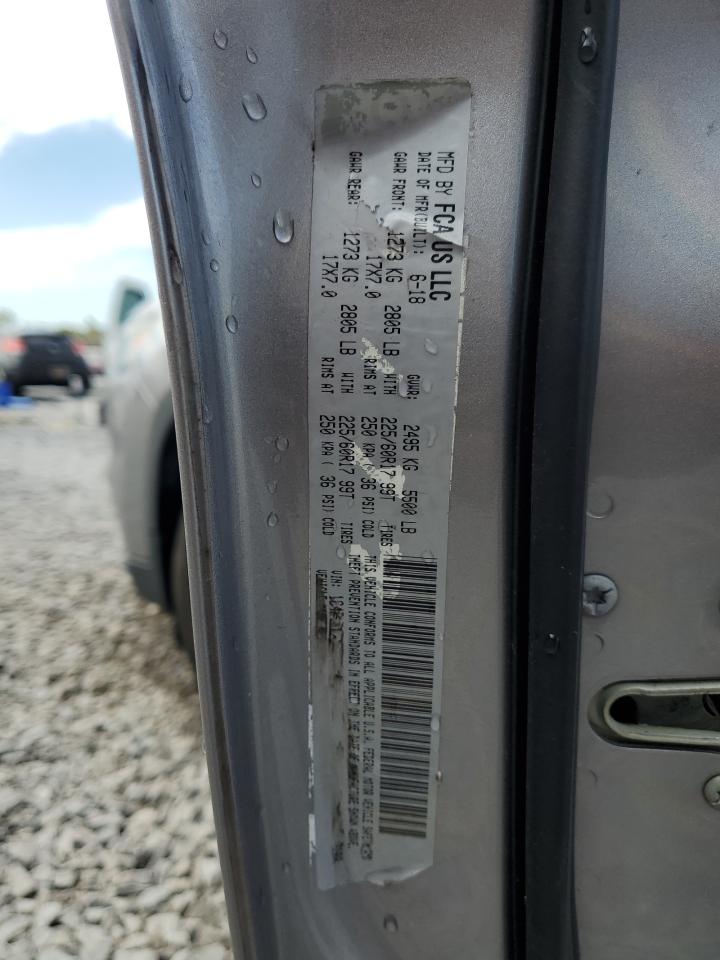 MFD BY FCA US LLC
DATE OF MFR(BUILT): 6-18 GVWR: 2495 KG 5500 LB
GAWR FRONT: 1273 KG 2805 LB WITH 225/60R17 99T TIRES
17X7.0 RIMS AT 250 KPA ( 36 PSI) COLD
GAWR REAR: 1273 KG 2805 LB WITH 225/60R17 99T TIRES
17X7.0 RIMS AT 250 KPA ( 36 PSI) COLD
THIS VEHICLE CONFORMS TO ALL APPLICABLE U.S.A. FEDERAL MOTOR VEHICLE SAFETY,
THEFT PREVENTION STANDARDS IN EFFECT ON THE DATE OF MANUFACTURE SHOWN ABOVE.
VIN:
VEHICLE